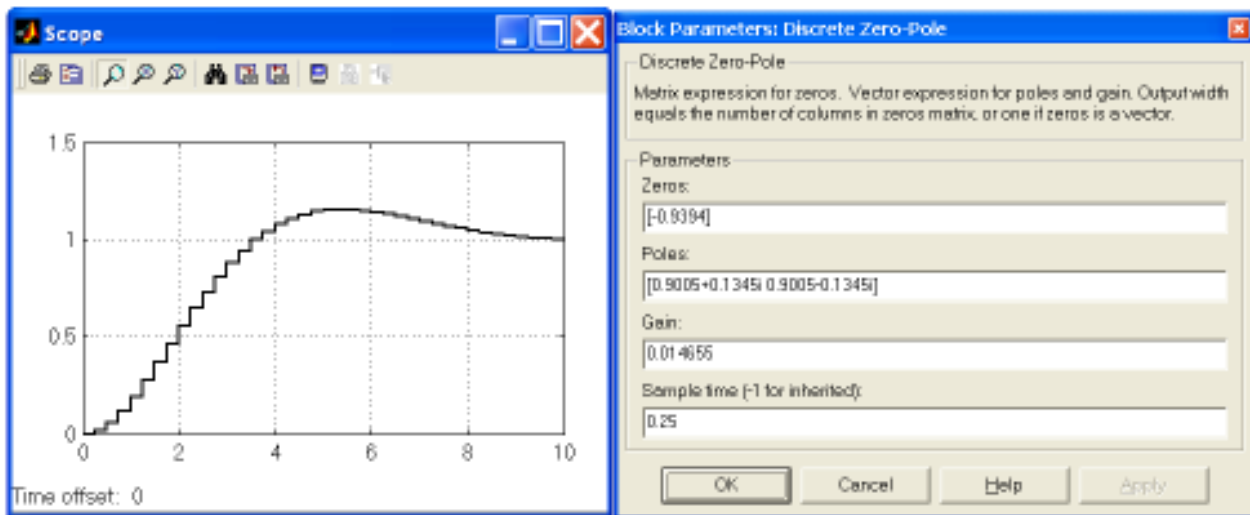 Scope
1.5
1
0.5
0
0
2
4
6
8
10
Time offset: 0
Block Parameters: Discrete Zero-Pole
Discrete Zero-Pole
Matrix expression for zeros. Vector expression for poles and gain. Output width
equals the number of columns in zeros matrix, or one if zeros is a vector.
Parameters
Zeros:
[-0.9394]
Poles:
[0.9005+0.1345i 0.9005-0.1345i]
Gain:
0.014655
Sample time (-1 for inherited):
0.25
OK
Cancel
Help
Apply